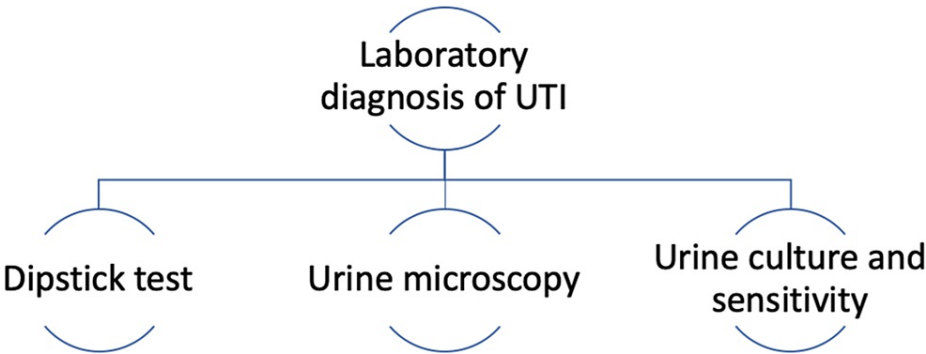 Laboratory
diagnosis of UTI
Dipstick test
Urine microscopy
Urine culture and
sensitivity